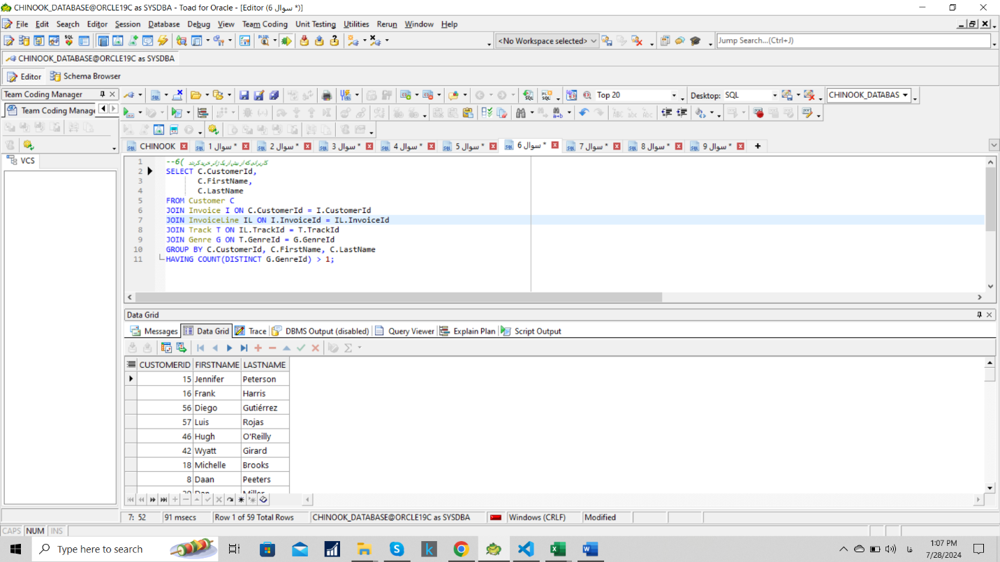 CHINOOK_DATABASE@ORCLE19C as SYSDBA - Toad for Oracle - [Editor (سوال 6 *)]
File Edit Search Editor Session Database Debug View Team Coding Unit Testing Utilities Rerun Window Help
<No Workspace selected> Jump Search...(Ctrl+J)
CHINOOK_DATABASE@ORCLE19C as SYSDBA
Editor Schema Browser
Team Coding Manager
Top 20 Desktop: SQL CHINOOK_DATABAS
Team Coding Manage
CHINOOK سوال 1 * سوال 2 * سوال 3 * سوال 4 * سوال 5 * سوال 6 * سوال 7 * سوال 8 * سوال 9 * +
VCS
1 --6( کاربرانی که از بیش از یک ژانر خرید کردند
2 SELECT C.CustomerId,
3 C.FirstName,
4 C.LastName
5 FROM Customer C
6 JOIN Invoice I ON C.CustomerId = I.CustomerId
7 JOIN InvoiceLine IL ON I.InvoiceId = IL.InvoiceId
8 JOIN Track T ON IL.TrackId = T.TrackId
9 JOIN Genre G ON T.GenreId = G.GenreId
10 GROUP BY C.CustomerId, C.FirstName, C.LastName
11 HAVING COUNT(DISTINCT G.GenreId) > 1;
Data Grid
Messages Data Grid Trace DBMS Output (disabled) Query Viewer Explain Plan Script Output
CUSTOMERID FIRSTNAME LASTNAME
15 Jennifer Peterson
16 Frank Harris
56 Diego Gutiérrez
57 Luis Rojas
46 Hugh O'Reilly
42 Wyatt Girard
18 Michelle Brooks
8 Daan Peeters
20 Dan Miller
7: 52 91 msecs Row 1 of 59 Total Rows CHINOOK_DATABASE@ORCLE19C as SYSDBA Windows (CRLF) Modified
CAPS NUM INS
Type here to search
فا
1:07 PM
7/28/2024